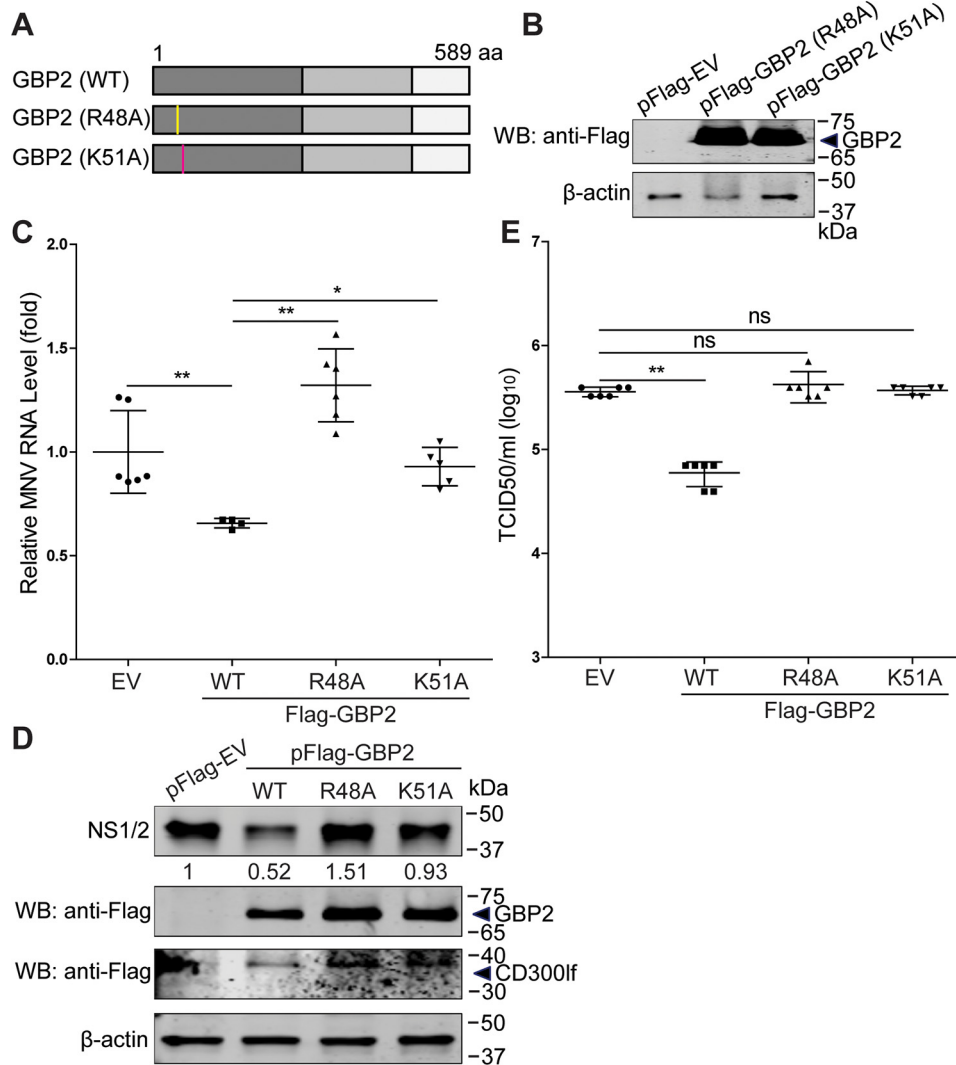 A
1 589 aa
GBP2 (WT)
GBP2 (R48A)
GBP2 (K51A)
B
pFlag-EV
pFlag-GBP2 (R48A)
pFlag-GBP2 (K51A)
WB: anti-Flag
−75
GBP2
−65
β-actin
−50
−37
kDa
C
Relative MNV RNA Level (fold)
2.0
1.5
1.0
0.5
0.0
*
**
**
EV
WT
R48A
K51A
Flag-GBP2
E
TCID50/ml (log10)
7
6
5
4
3
ns
ns
**
EV
WT
R48A
K51A
Flag-GBP2
D
pFlag-EV
pFlag-GBP2
WT R48A K51A
kDa
NS1/2
−50
−37
1 0.52 1.51 0.93
WB: anti-Flag
−75
GBP2
−65
WB: anti-Flag
−40
CD300lf
−30
β-actin
−50
−37